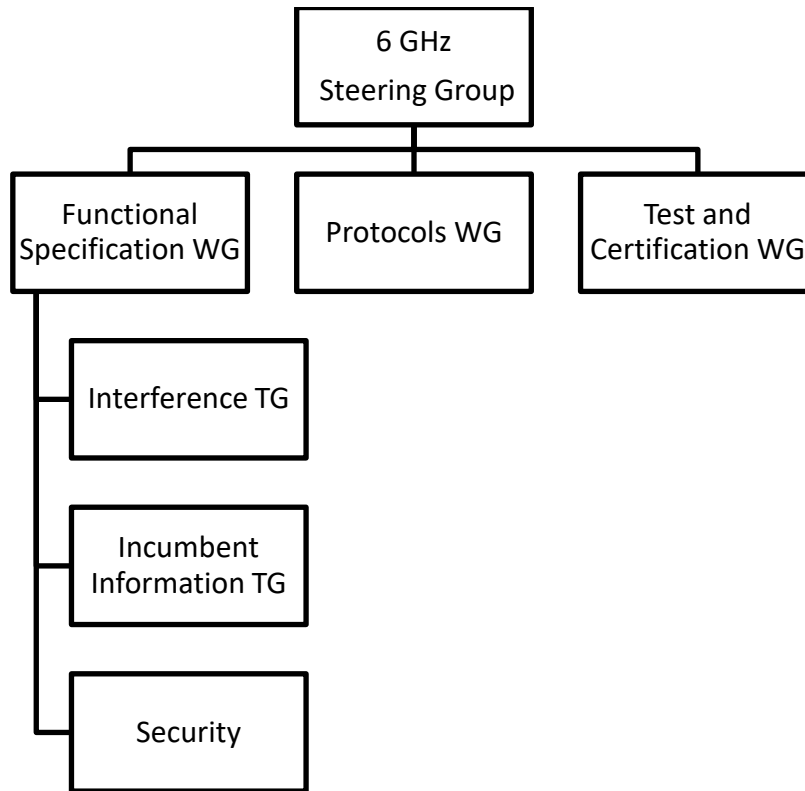 6 GHz
Steering Group
Functional
Specification WG
Protocols WG
Test and
Certification WG
Interference TG
Incumbent
Information TG
Security